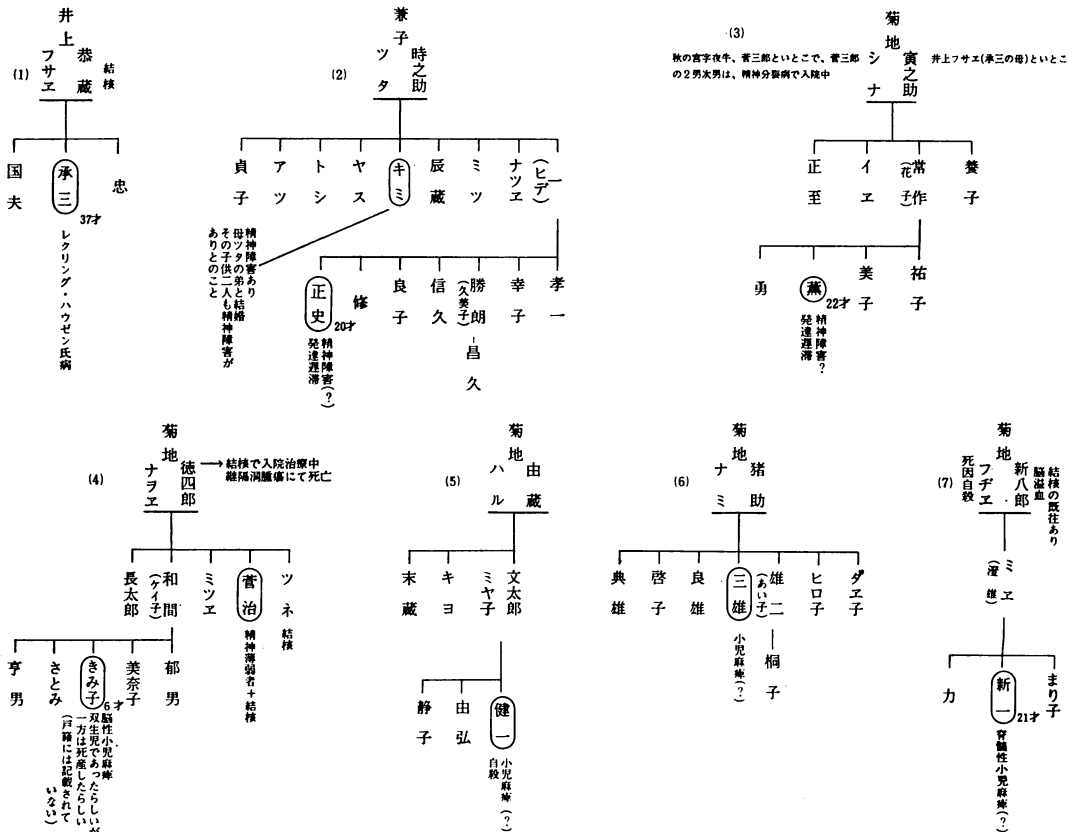 (1)
井上
恭蔵
フサヱ
結核
忠
承三
37才
国夫
レクリング・ハウゼン氏病
(2)
兼子
時之助
ツタ
一
(ヒデ)
ナツヱ
ミツ
辰蔵
キミ
ヤス
トシ
アツ
貞子
精神障害あり
母ツタの弟と結婚
その子供二人も精神障害が
ありとのこと
孝一
幸子
勝朗
(久美子)
昌久
信久
良子
修
正史
20才
精神障害(?)
発達遅滞
(3)
菊地
寅之助
シナ
秋の宮字夜牛、菅三郎といとこで、菅三郎
の2男次男は、精神分裂病で入院中
井上フサエ(承三の母)といとこ
養子
常作
(花子)
イヱ
正至
祐子
美子
薫
22才
勇
精神障害?
発達遅滞
(4)
菊地
徳四郎
ナヲヱ
→結核で入院治療中
継隔洞腫瘍にて死亡
ツネ
結核
菅治
精神薄弱者+結核
ミツヱ
和間
(ケイ子)
長太郎
郁男
美奈子
きみ子
6才
さとみ
亨男
脳性小児麻痺
双生児であったらしいが
一方は死産したらしい
(戸籍には記載されて
いない)
(5)
菊地
由蔵
ハル
文太郎
ミヤ子
キヨ
末蔵
健一
由弘
静子
小児麻痺(?)
自殺
(6)
菊地
猪助
ナミ
ダヱ子
ヒロ子
雄二
(あい子)
桐子
三雄
小児麻痺(?)
良雄
啓子
典雄
(7)
菊地
新八郎
フヂヱ
結核の既往あり
脳溢血
死因自殺
ミヱ
(澄雄)
まり子
新一
21才
力
脊髄性小児麻痺(?)